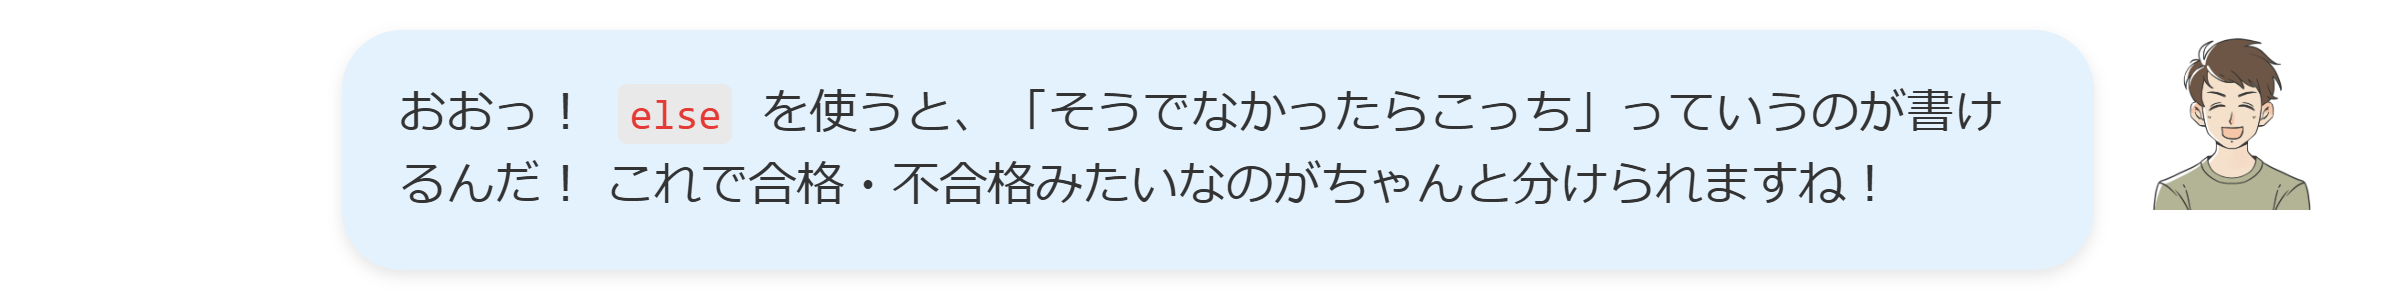 おおっ！ else を使うと、「そうでなかったらこっち」っていうのが書け
るんだ！ これで合格・不合格みたいなのがちゃんと分けられますね！